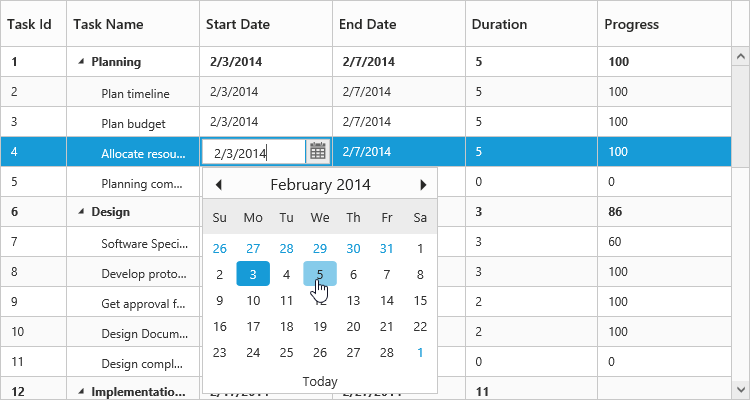 Task Id Task Name Start Date End Date Duration Progress
1 Planning 2/3/2014 2/7/2014 5 100
2 Plan timeline 2/3/2014 2/7/2014 5 100
3 Plan budget 2/3/2014 2/7/2014 5 100
4 Allocate resou... 2/3/2014 2/7/2014 5 100
5 Planning com... 0 0
6 Design 3 86
7 Software Speci... 3 60
8 Develop proto... 3 100
9 Get approval f... 2 100
10 Design Docum... 2 100
11 Design compl... 0 0
12 Implementatio... 11
February 2014
Su Mo Tu We Th Fr Sa
26 27 28 29 30 31 1
2 3 4 5 6 7 8
9 10 11 12 13 14 15
16 17 18 19 20 21 22
23 24 25 26 27 28 1
Today